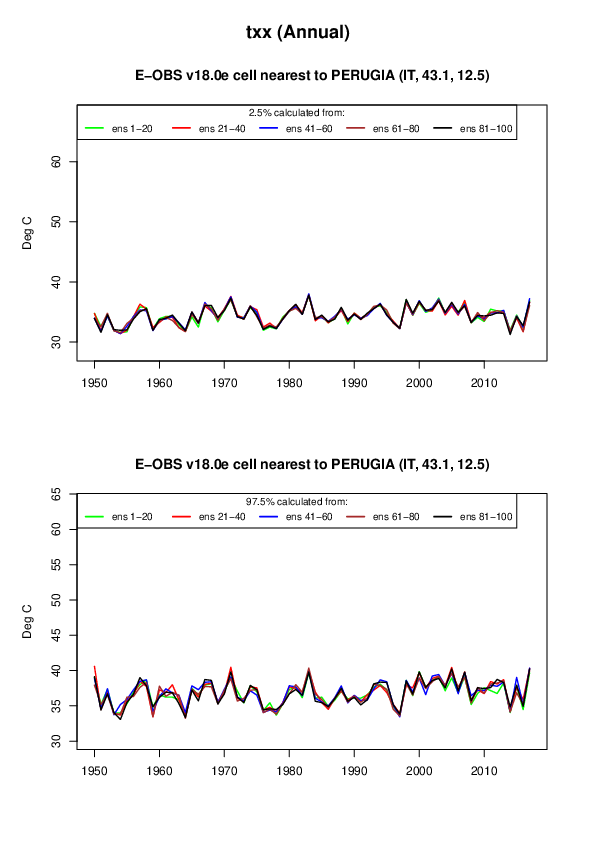 txx (Annual)
E−OBS v18.0e cell nearest to PERUGIA (IT, 43.1, 12.5)
2.5% calculated from:
ens 1−20 ens 21−40 ens 41−60 ens 61−80 ens 81−100
60
50
40
30
Deg C
1950 1960 1970 1980 1990 2000 2010
E−OBS v18.0e cell nearest to PERUGIA (IT, 43.1, 12.5)
97.5% calculated from:
ens 1−20 ens 21−40 ens 41−60 ens 61−80 ens 81−100
65
60
55
50
45
40
35
30
Deg C
1950 1960 1970 1980 1990 2000 2010